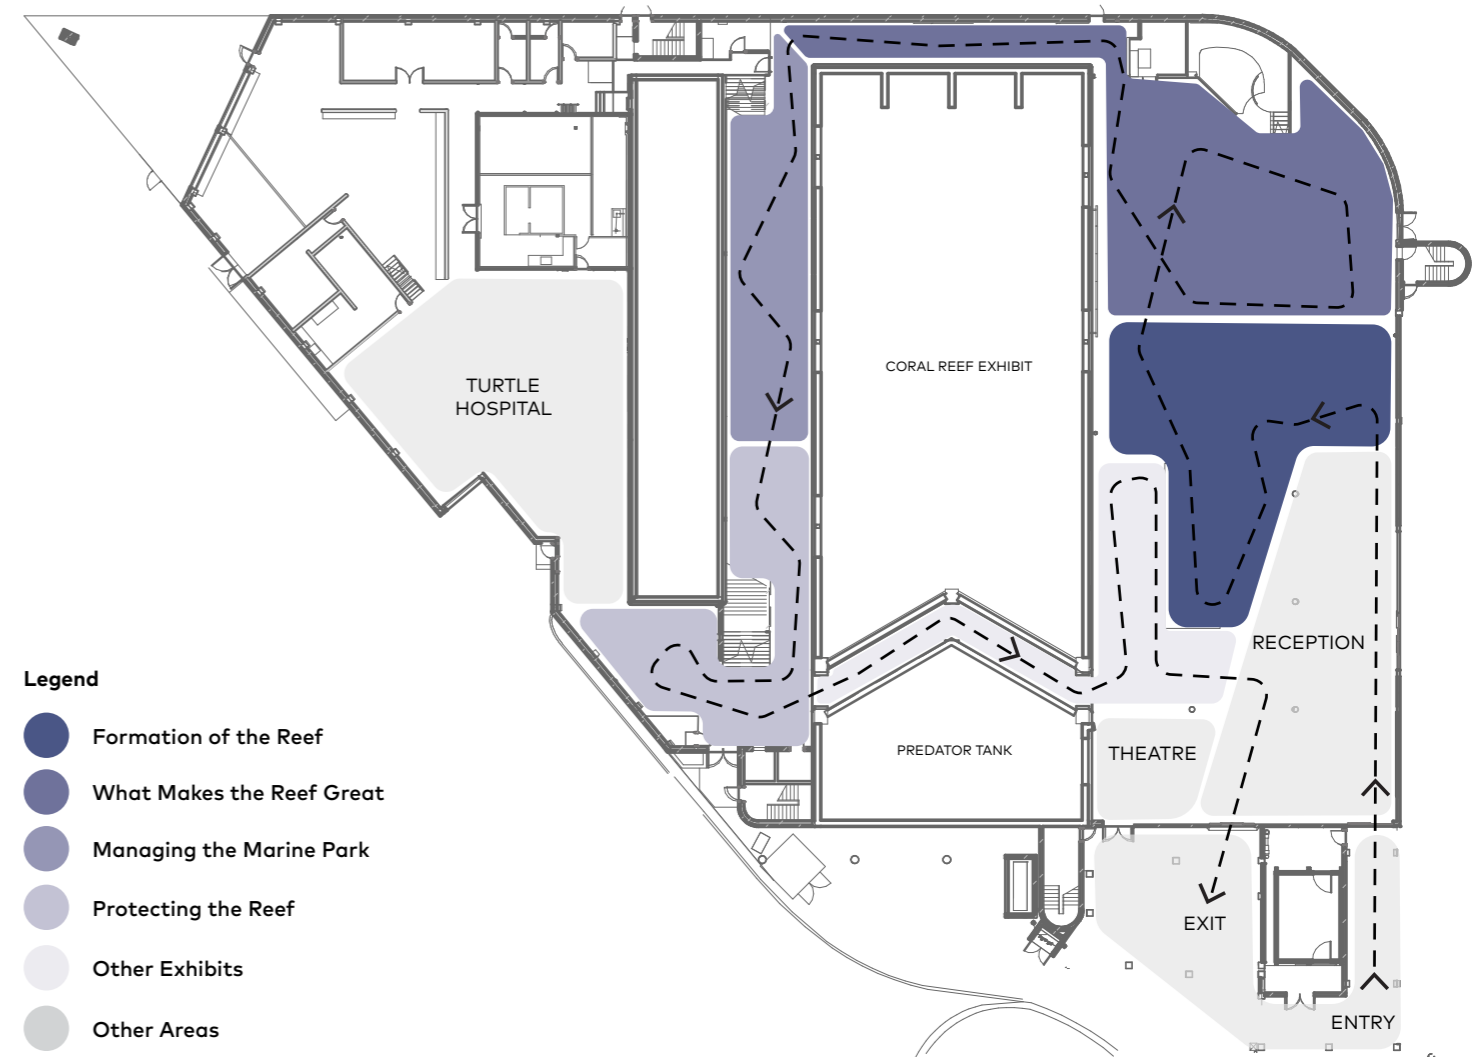 TURTLE
HOSPITAL
CORAL REEF EXHIBIT
RECEPTION
PREDATOR TANK
THEATRE
EXIT
ENTRY
Legend
Formation of the Reef
What Makes the Reef Great
Managing the Marine Park
Protecting the Reef
Other Exhibits
Other Areas